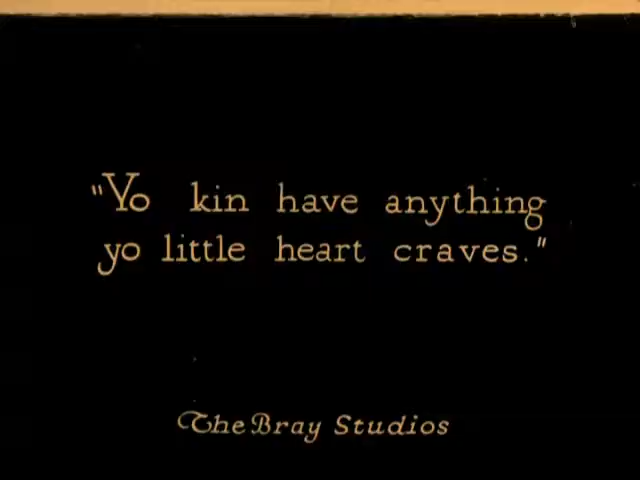 "Yo kin have anything
yo little heart craves."
The Bray Studios